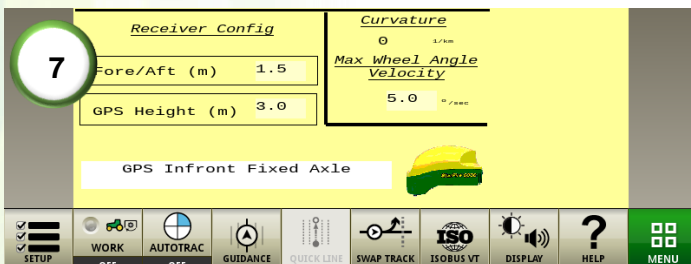 Receiver Config
Fore/Aft (m) 1.5
GPS Height (m) 3.0
Curvature
0 1/km
Max Wheel Angle
Velocity
5.0 °/sec
7
GPS Infront Fixed Axle
SETUP
WORK
OFF
AUTOTRAC
OFF
GUIDANCE
QUICK LINE
SWAP TRACK
ISO
ISOBUS VT
DISPLAY
?
HELP
MENU